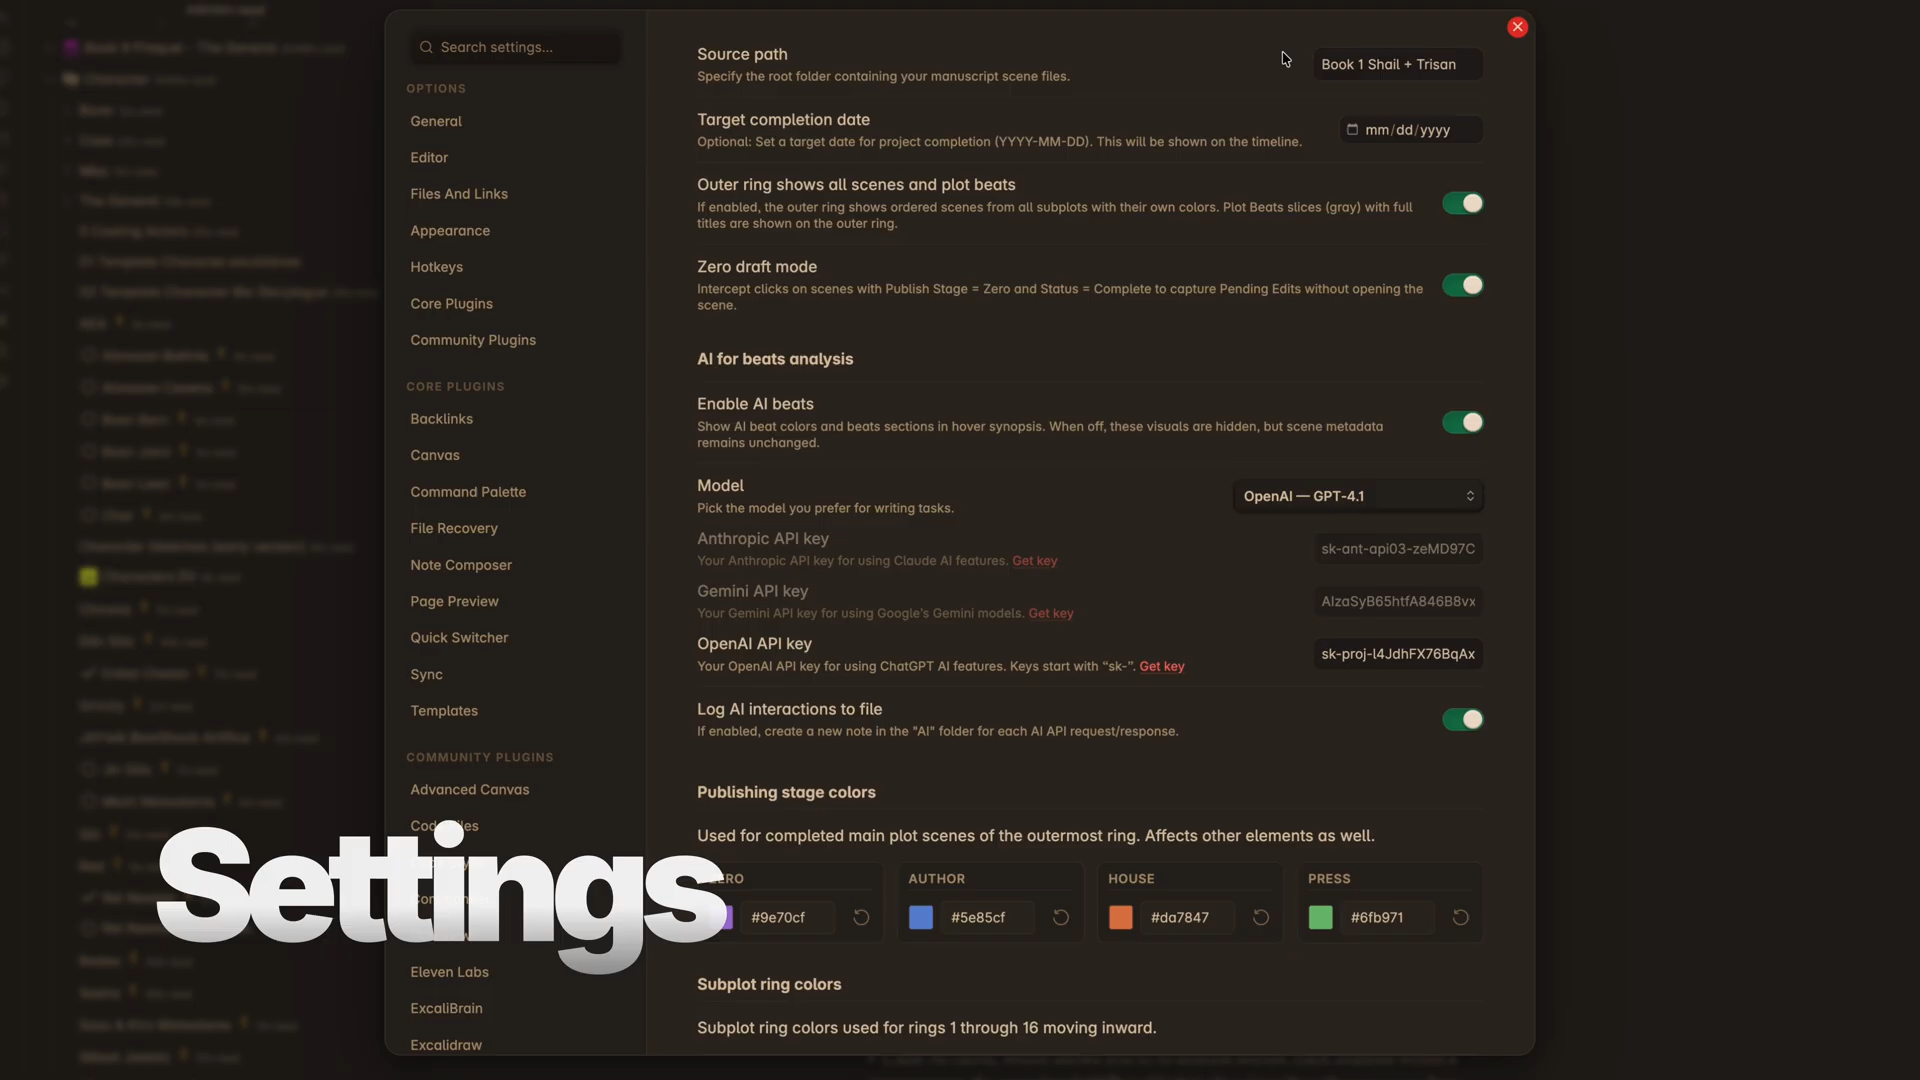 Search settings...
OPTIONS
General
Editor
Files And Links
Appearance
Hotkeys
Core Plugins
Community Plugins
CORE PLUGINS
Backlinks
Canvas
Command Palette
File Recovery
Note Composer
Page Preview
Quick Switcher
Sync
Templates
COMMUNITY PLUGINS
Advanced Canvas
Eleven Labs
ExcaliBrain
Excalidraw
Settings
Source path
Specify the root folder containing your manuscript scene files.
Book 1 Shail + Trisan
Target completion date
Optional: Set a target date for project completion (YYYY-MM-DD). This will be shown on the timeline.
mm/dd/yyyy
Outer ring shows all scenes and plot beats
If enabled, the outer ring shows ordered scenes from all subplots with their own colors. Plot Beats slices (gray) with full
titles are shown on the outer ring.
Zero draft mode
Intercept clicks on scenes with Publish Stage = Zero and Status = Complete to capture Pending Edits without opening the
scene.
AI for beats analysis
Enable AI beats
Show AI beat colors and beats sections in hover synopsis. When off, these visuals are hidden, but scene metadata
remains unchanged.
Model
Pick the model you prefer for writing tasks.
OpenAI — GPT-4.1
Anthropic API key
Your Anthropic API key for using Claude AI features. Get key
sk-ant-api03-zeMD97C
Gemini API key
Your Gemini API key for using Google's Gemini models. Get key
AIzaSyB65htfA846B8vx
OpenAI API key
Your OpenAI API key for using ChatGPT AI features. Keys start with “sk-”. Get key
sk-proj-l4JdhFX76BqAx
Log AI interactions to file
If enabled, create a new note in the "AI" folder for each AI API request/response.
Publishing stage colors
Used for completed main plot scenes of the outermost ring. Affects other elements as well.
ZERO
#9e70cf
AUTHOR
#5e85cf
HOUSE
#da7847
PRESS
#6fb971
Subplot ring colors
Subplot ring colors used for rings 1 through 16 moving inward.